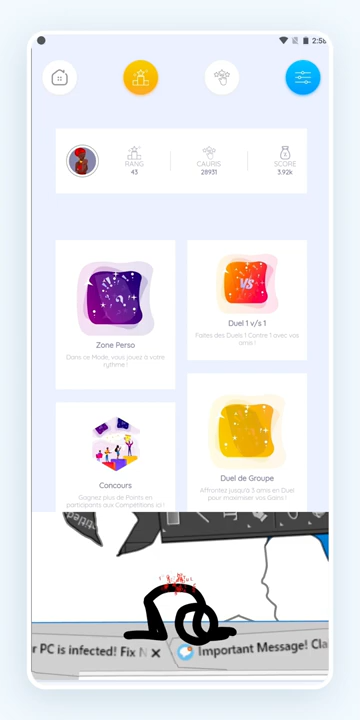 2:5
RANG
43
CAURIS
28931
SCORE
3.92k
Zone Perso
Dans ce Mode, vous jouez à votre
rythme !
VS
Duel 1 v/s 1
Faites des Duels 1 Contre 1 avec vos
amis !
Concours
Gagnez plus de Points en
participants aux Compétitions ici !
Duel de Groupe
Affrontez jusqu'à 3 amis en Duel
pour maximiser vos Gains !
ntitled
r PC is infected! Fix N
Important Message! Cla